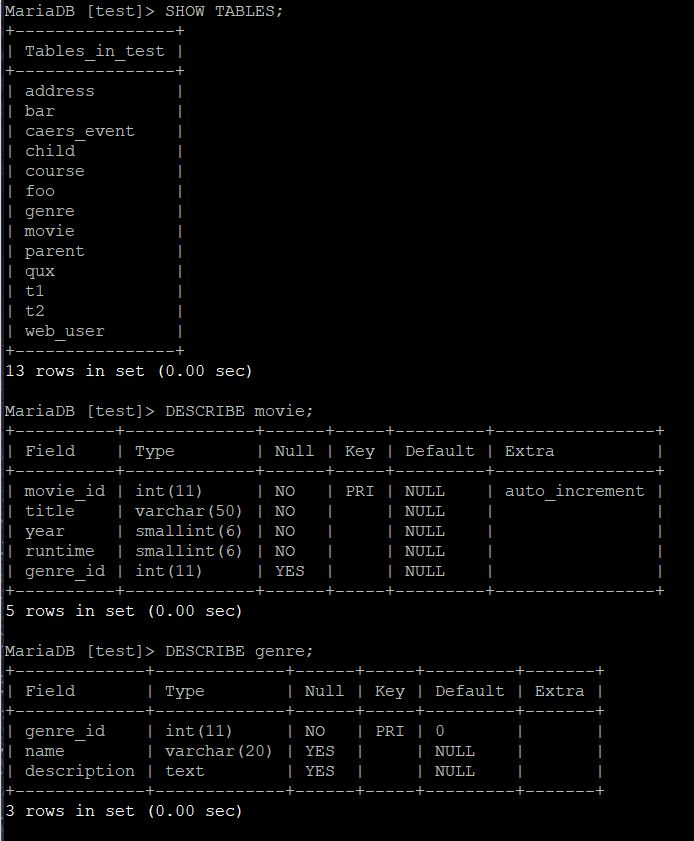 MariaDB [test]> SHOW TABLES;
+----------------+
| Tables_in_test |
+----------------+
| address        |
| bar            |
| caers_event    |
| child          |
| course         |
| foo            |
| genre          |
| movie          |
| parent         |
| qux            |
| t1             |
| t2             |
| web_user       |
+----------------+
13 rows in set (0.00 sec)

MariaDB [test]> DESCRIBE movie;
+----------+-------------+------+-----+---------+----------------+
| Field    | Type        | Null | Key | Default | Extra          |
+----------+-------------+------+-----+---------+----------------+
| movie_id | int(11)     | NO   | PRI | NULL    | auto_increment |
| title    | varchar(50) | NO   |     | NULL    |                |
| year     | smallint(6) | NO   |     | NULL    |                |
| runtime  | smallint(6) | NO   |     | NULL    |                |
| genre_id | int(11)     | YES  |     | NULL    |                |
+----------+-------------+------+-----+---------+----------------+
5 rows in set (0.00 sec)

MariaDB [test]> DESCRIBE genre;
+-------------+-------------+------+-----+---------+-------+
| Field       | Type        | Null | Key | Default | Extra |
+-------------+-------------+------+-----+---------+-------+
| genre_id    | int(11)     | NO   | PRI | 0       |       |
| name        | varchar(20) | YES  |     | NULL    |       |
| description | text        | YES  |     | NULL    |       |
+-------------+-------------+------+-----+---------+-------+
3 rows in set (0.00 sec)